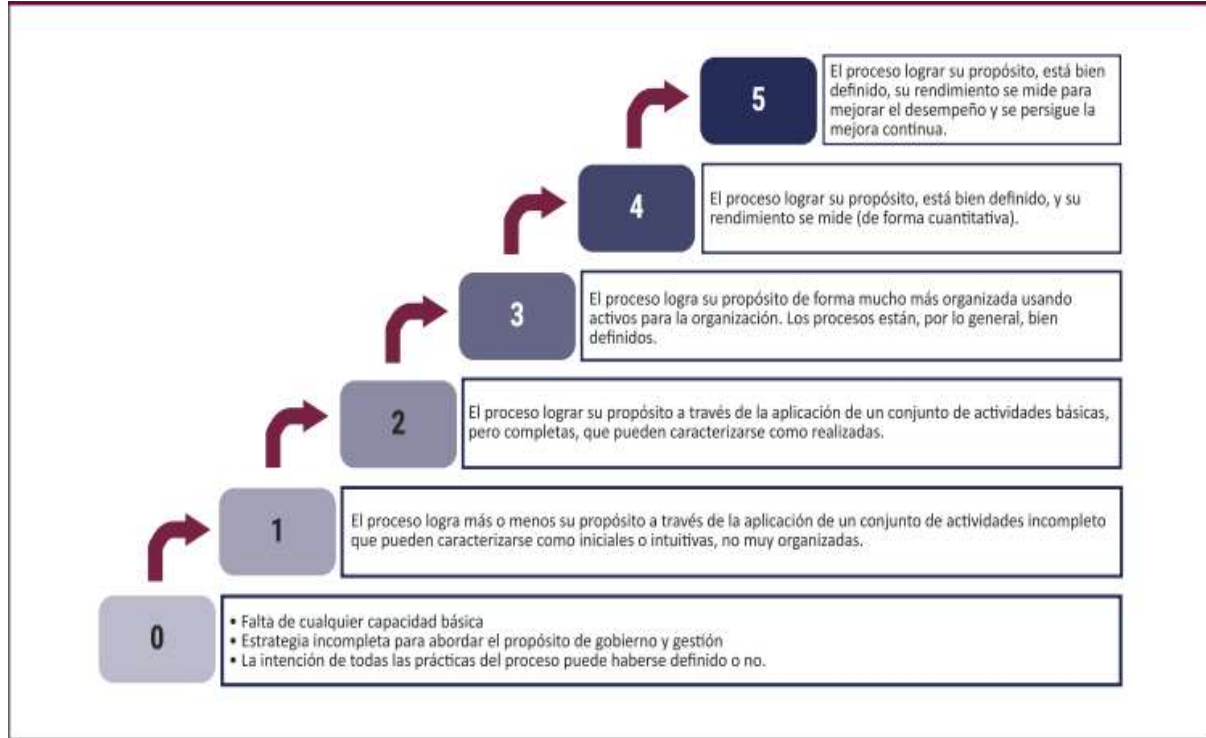 5
El proceso lograr su propósito, está bien
definido, su rendimiento se mide para
mejorar el desempeño y se persigue la
mejora continua.
4
El proceso lograr su propósito, está bien definido, y su
rendimiento se mide (de forma cuantitativa).
3
El proceso logra su propósito de forma mucho más organizada usando
activos para la organización. Los procesos están, por lo general, bien
definidos.
2
El proceso lograr su propósito a través de la aplicación de un conjunto de actividades básicas,
pero completas, que pueden caracterizarse como realizadas.
1
El proceso logra más o menos su propósito a través de la aplicación de un conjunto de actividades incompleto
que pueden caracterizarse como iniciales o intuitivas, no muy organizadas.
0
• Falta de cualquier capacidad básica
• Estrategia incompleta para abordar el propósito de gobierno y gestión
• La intención de todas las prácticas del proceso puede haberse definido o no.